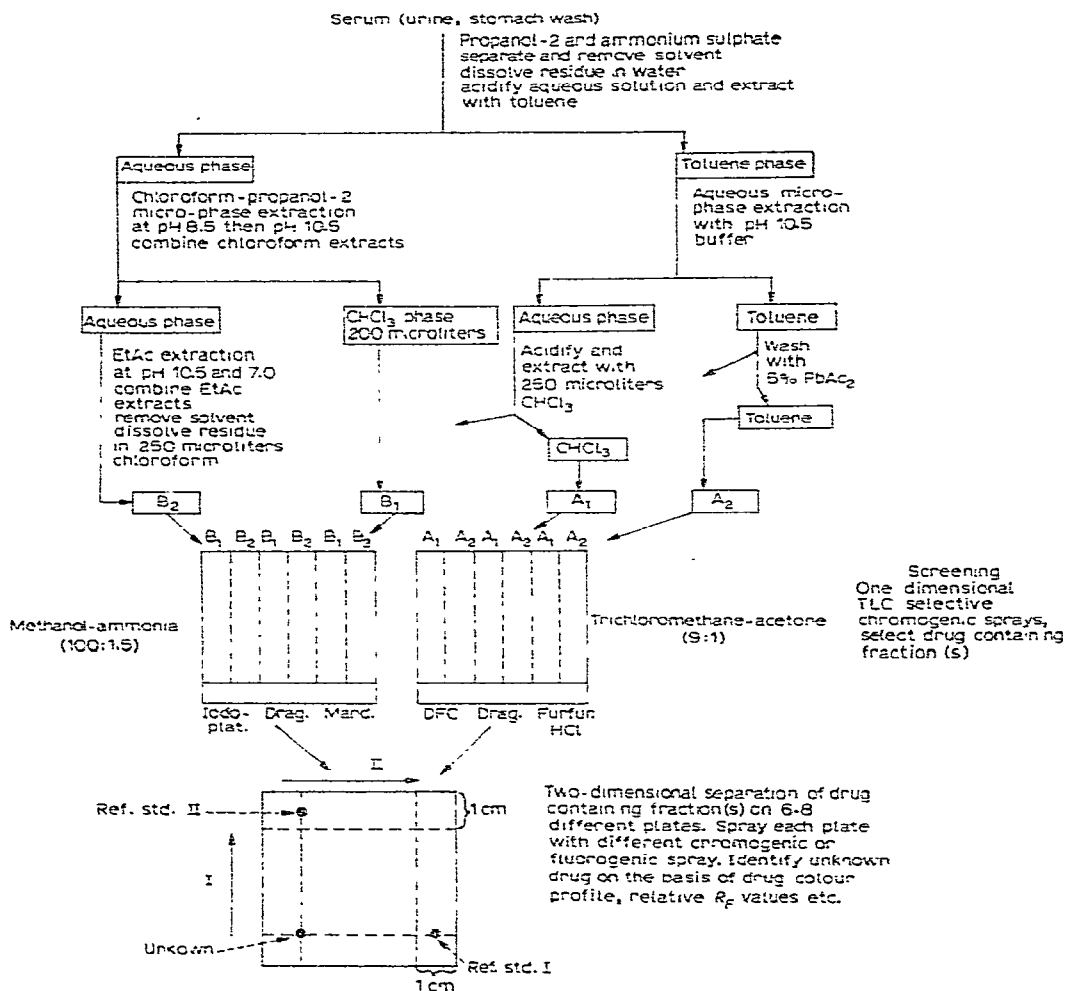 Serum (urine, stomach wash)
Propanol-2 and ammonium sulphate
separate and remove solvent
dissolve residue in water
acidify aqueous solution and extract
with toluene
Aqueous phase
Toluene phase
Chloroform-propanol-2
micro-phase extraction
at pH 8.5 then pH 10.5
combine chloroform extracts
Aqueous micro-
phase extraction
with pH 10.5
buffer
Aqueous phase
CHCl3 phase
200 microliters
Aqueous phase
Toluene
EtAc extraction
at pH 10.5 and 7.0
combine EtAc
extracts
remove solvent
dissolve residue
in 250 microliters
chloroform
Acidify and
extract with
250 microliters
CHCl3
Wash
with
5% PbAc2
Toluene
CHCl3
B2
B1
A1
A2
B1 B2 B1 B2 B1 B2
A1 A2 A1 A2 A1 A2
Methanol-ammonia
(100:1.5)
Trichloromethane-acetone
(9:1)
Screening
One dimensional
TLC selective
chromogenic sprays,
select drug containing
fraction (s)
Iodo-
plat.
Drag.
Mand.
DFC
Drag.
Furfur.
HCl
II
Ref. std. II
1 cm
I
Unkown
Ref. std. I
1 cm
Two-dimensional separation of drug
containing fraction(s) on 6-8
different plates. Spray each plate
with different chromogenic or
fluorogenic spray. Identify unknown
drug on the basis of drug colour
profile, relative RF values etc.